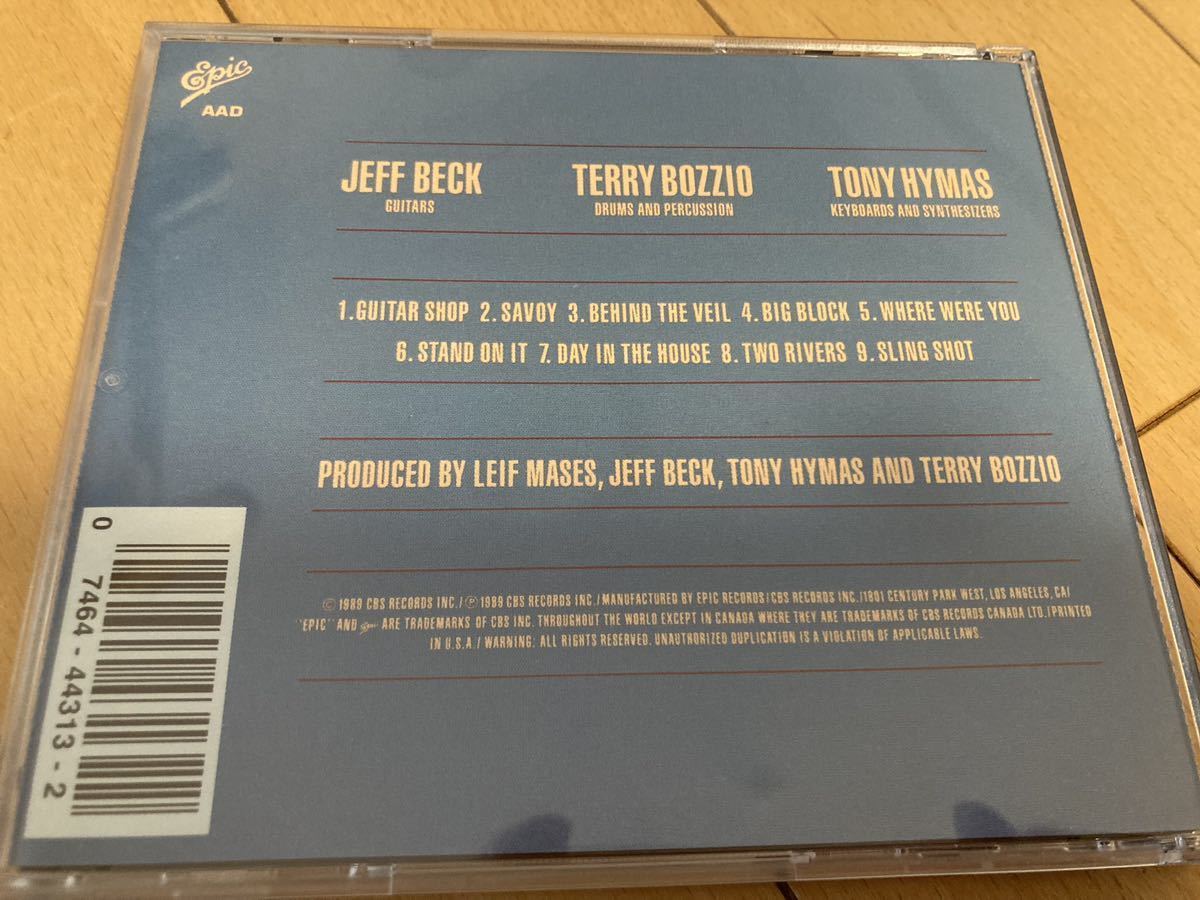 Epic
AAD
JEFF BECK
GUITARS
TERRY BOZZIO
DRUMS AND PERCUSSION
TONY HYMAS
KEYBOARDS AND SYNTHESIZERS
1.GUITAR SHOP 2. SAVOY 3. BEHIND THE VEIL 4. BIG BLOCK 5. WHERE WERE YOU
6. STAND ON IT 7. DAY IN THE HOUSE 8. TWO RIVERS 9. SLING SHOT
PRODUCED BY LEIF MASES, JEFF BECK, TONY HYMAS AND TERRY BOZZIO
© 1989 CBS RECORDS INC./℗ 1989 CBS RECORDS INC./MANUFACTURED BY EPIC RECORDS/CBS RECORDS INC./1801 CENTURY PARK WEST, LOS ANGELES, CA/
"EPIC" AND Epic ARE TRADEMARKS OF CBS INC. THROUGHOUT THE WORLD EXCEPT IN CANADA WHERE THEY ARE TRADEMARKS OF CBS RECORDS CANADA LTD./PRINTED
IN U.S.A./ WARNING: ALL RIGHTS RESERVED. UNAUTHORIZED DUPLICATION IS A VIOLATION OF APPLICABLE LAWS.
0 7464-44313-2